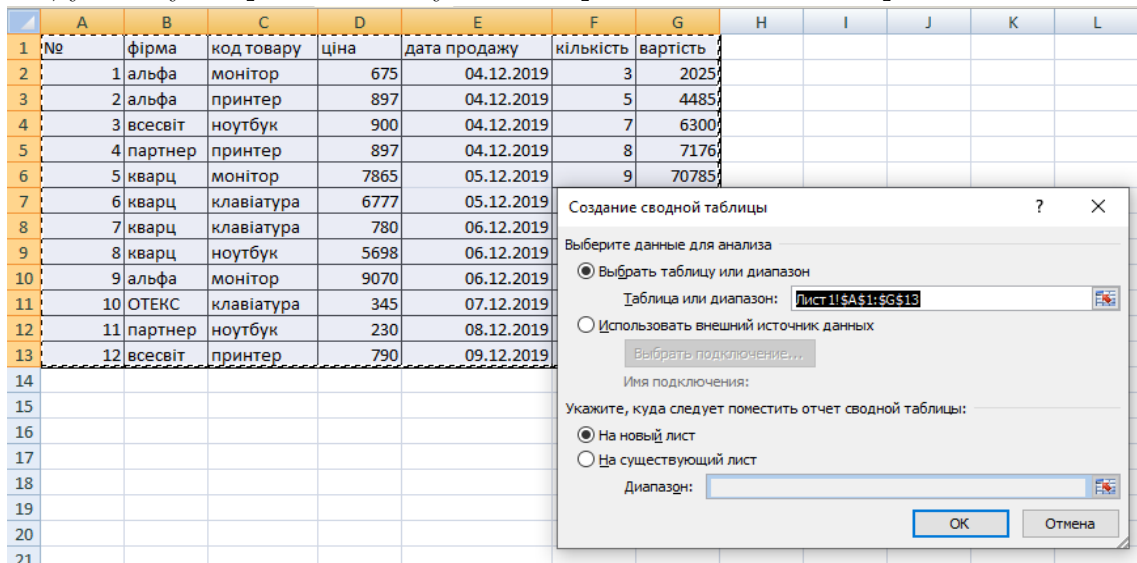 A B C D E F G H I J K L
1 № фірма код товару ціна дата продажу кількість вартість
2 1 альфа монітор 675 04.12.2019 3 2025
3 2 альфа принтер 897 04.12.2019 5 4485
4 3 всесвіт ноутбук 900 04.12.2019 7 6300
5 4 партнер принтер 897 04.12.2019 8 7176
6 5 кварц монітор 7865 05.12.2019 9 70785
7 6 кварц клавіатура 6777 05.12.2019
8 7 кварц клавіатура 780 06.12.2019
9 8 кварц ноутбук 5698 06.12.2019
10 9 альфа монітор 9070 06.12.2019
11 10 ОТЕКС клавіатура 345 07.12.2019
12 11 партнер ноутбук 230 08.12.2019
13 12 всесвіт принтер 790 09.12.2019
14
15
16
17
18
19
20
21
Создание сводной таблицы ? ×
Выберите данные для анализа
Выбрать таблицу или диапазон
Таблица или диапазон: Лист1!$A$1:$G$13
Использовать внешний источник данных
Выбрать подключение...
Имя подключения:
Укажите, куда следует поместить отчет сводной таблицы:
На новый лист
На существующий лист
Диапазон:
ОК Отмена